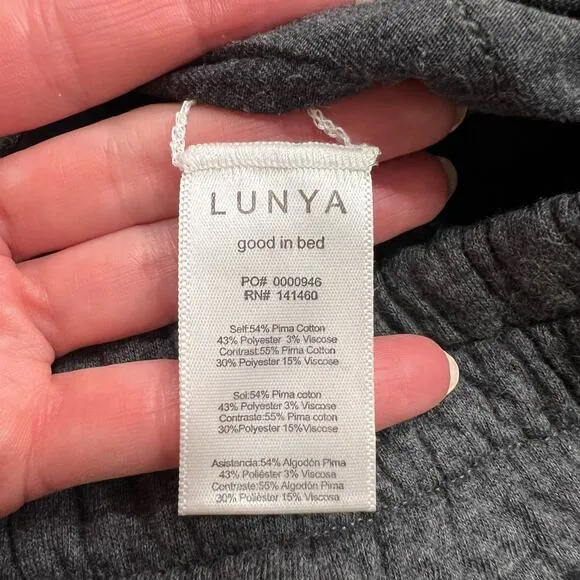 LUNYA
good in bed
PO# 0000946
RN# 141460
Self:54% Pima Cotton
43% Polyester 3% Viscose
Contrast:55% Pima Cotton
30% Polyester 15% Viscose
Soi:54% Pima coton
43% Polyester 3% Viscose
Contraste:55% Pima coton
30%Polyester 15%Viscose
Asistancia:54% Algodón Pima
43% Poliéster 3% Viscosa
Contraste:55% Algodón Pima
30% Poliéster 15% Viscosa